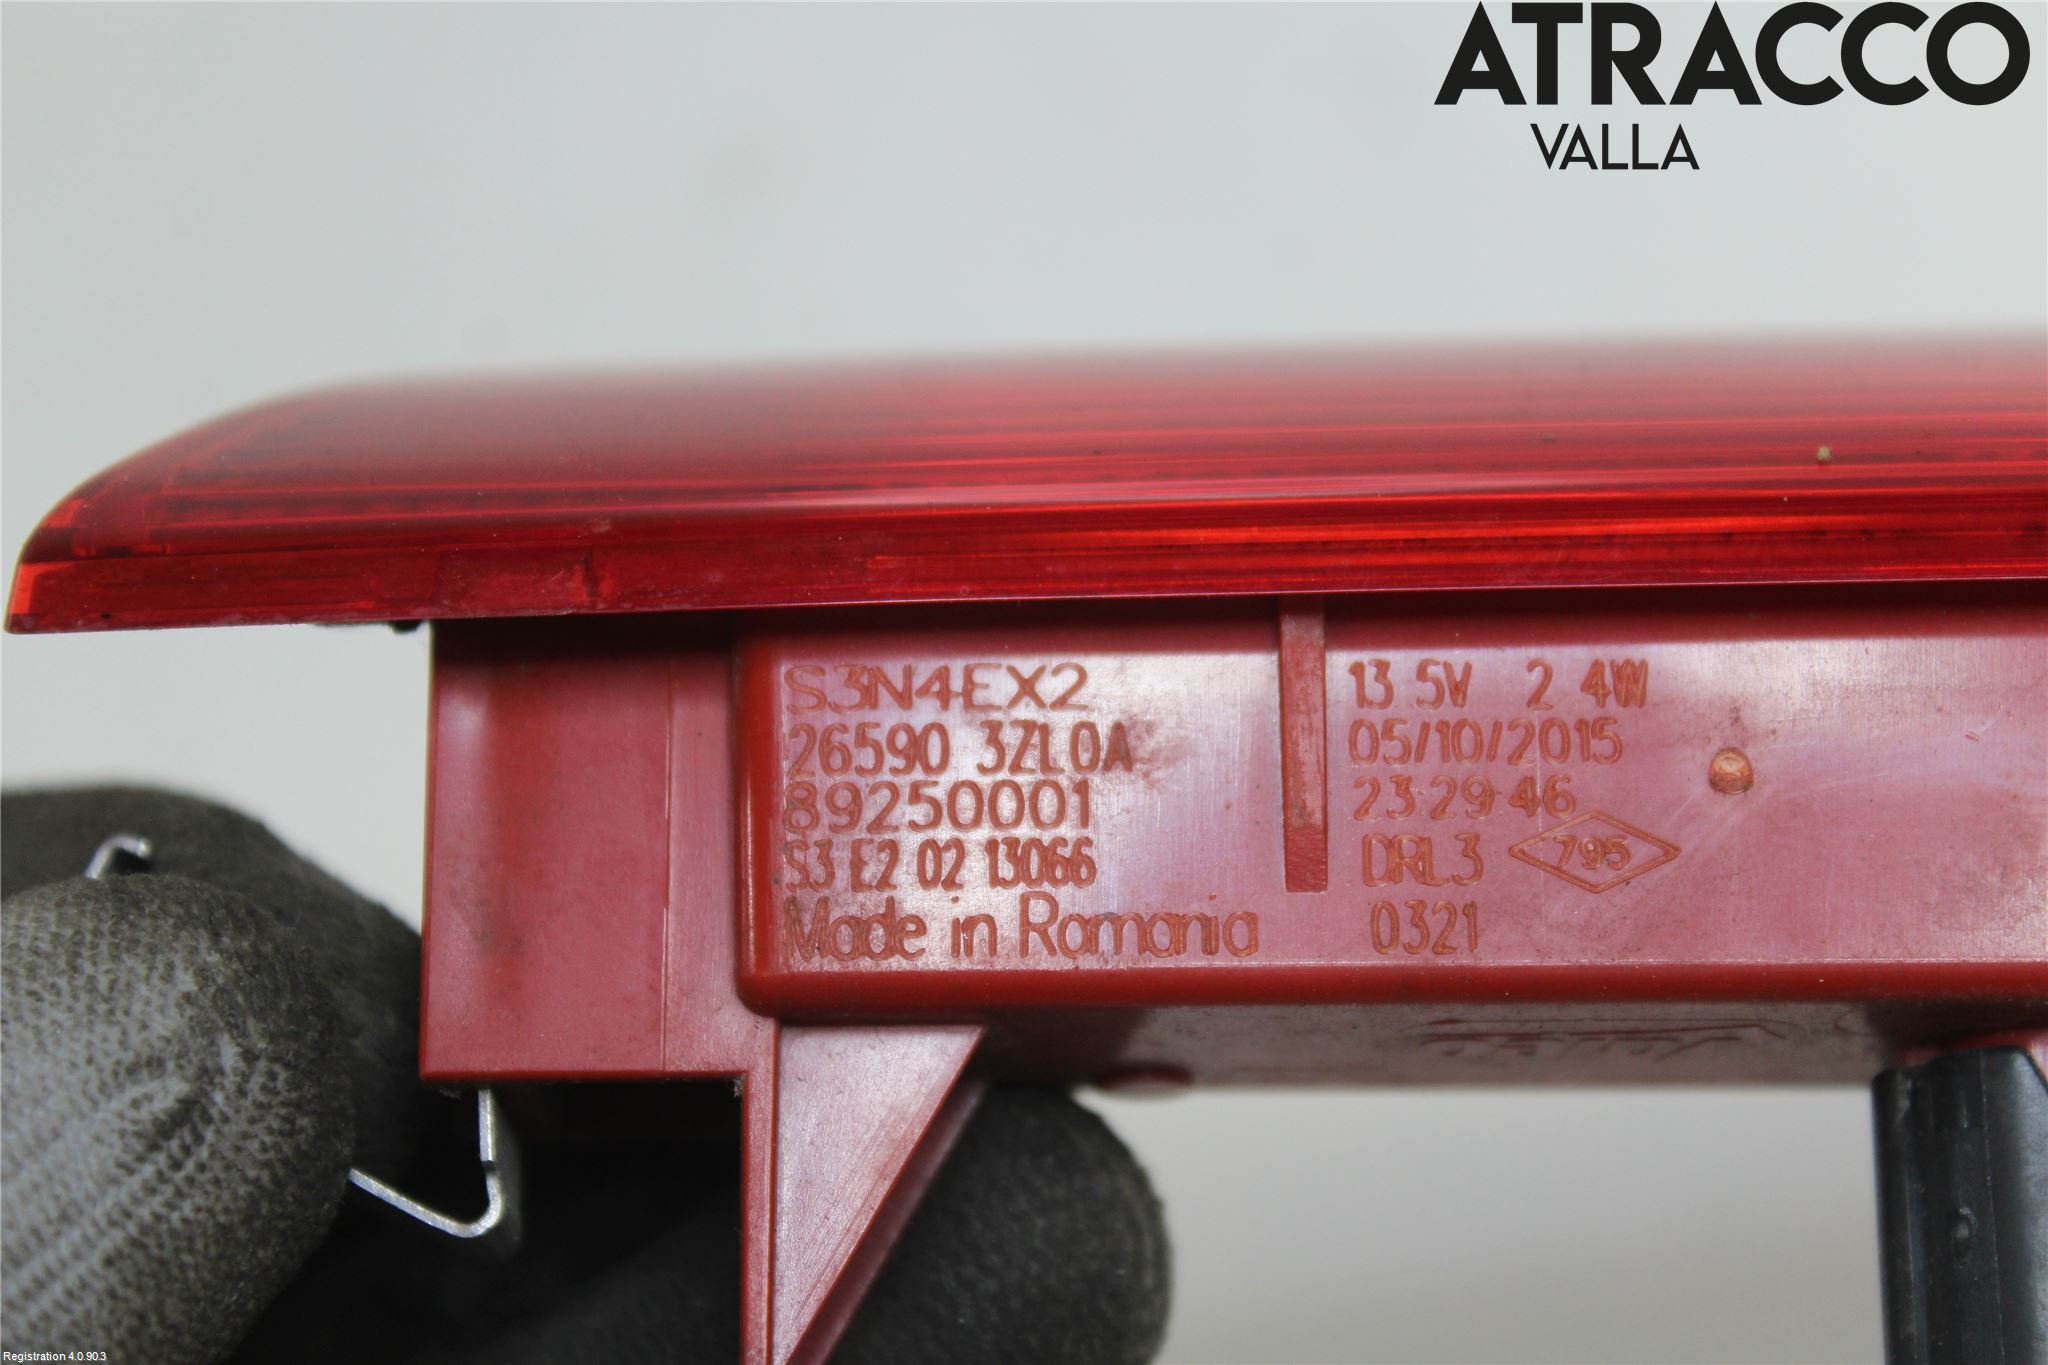 ATRACCO
VALLA
S3N4EX2
26590 3ZL0A
89250001
S3 E2 02 13066
Made in Romania
13 5V 2 4W
05/10/2015
23 29 46
DRL3 795
0321
Registration 4.0.90.3